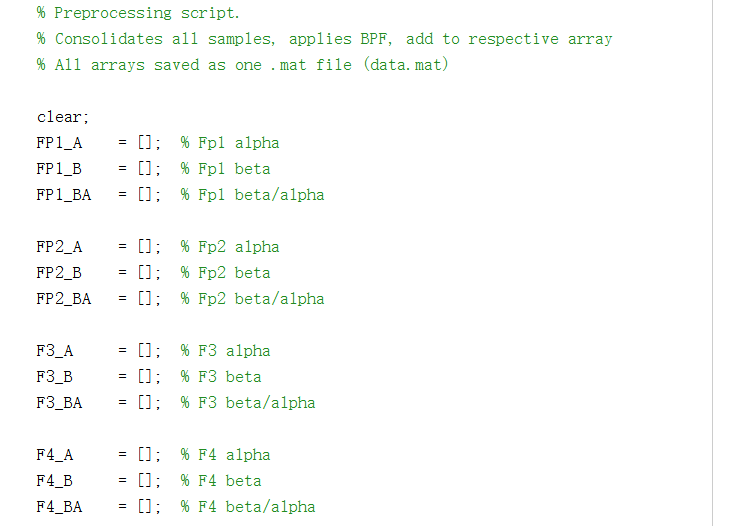 % Preprocessing script.
% Consolidates all samples, applies BPF, add to respective array
% All arrays saved as one .mat file (data.mat)
clear;
FP1_A = []; % Fp1 alpha
FP1_B = []; % Fp1 beta
FP1_BA = []; % Fp1 beta/alpha
FP2_A = []; % Fp2 alpha
FP2_B = []; % Fp2 beta
FP2_BA = []; % Fp2 beta/alpha
F3_A = []; % F3 alpha
F3_B = []; % F3 beta
F3_BA = []; % F3 beta/alpha
F4_A = []; % F4 alpha
F4_B = []; % F4 beta
F4_BA = []; % F4 beta/alpha